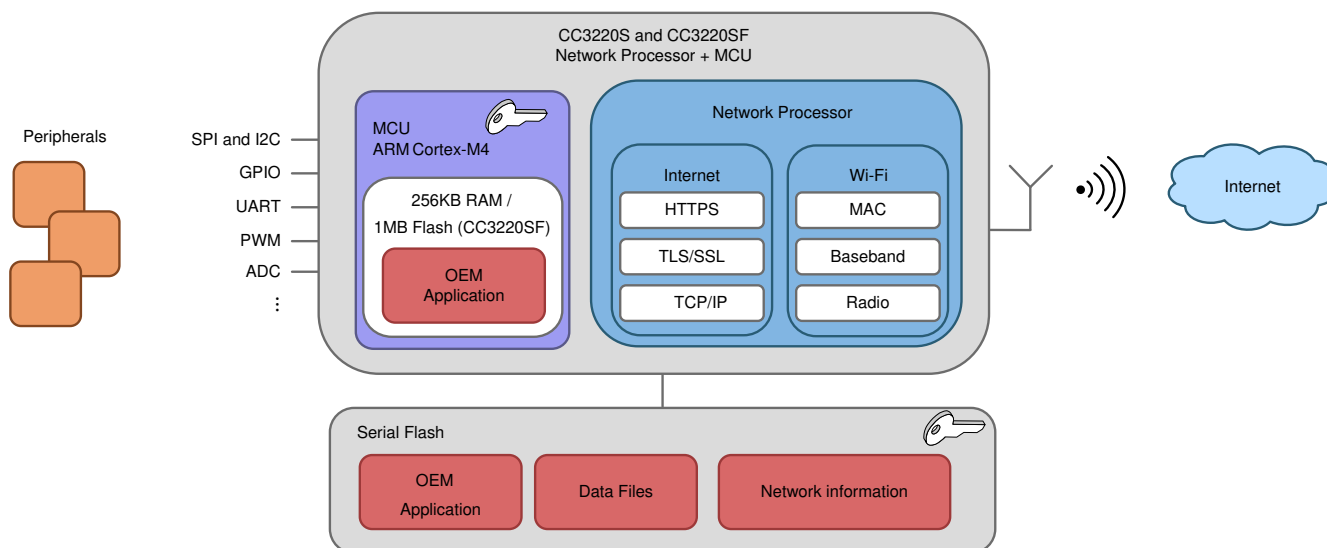 CC3220S and CC3220SF
Network Processor + MCU
Peripherals
SPI and I2C
GPIO
UART
PWM
ADC
⋮
MCU
ARM Cortex-M4
256KB RAM /
1MB Flash (CC3220SF)
OEM
Application
Network Processor
Internet
HTTPS
TLS/SSL
TCP/IP
Wi-Fi
MAC
Baseband
Radio
Internet
Serial Flash
OEM
Application
Data Files
Network information